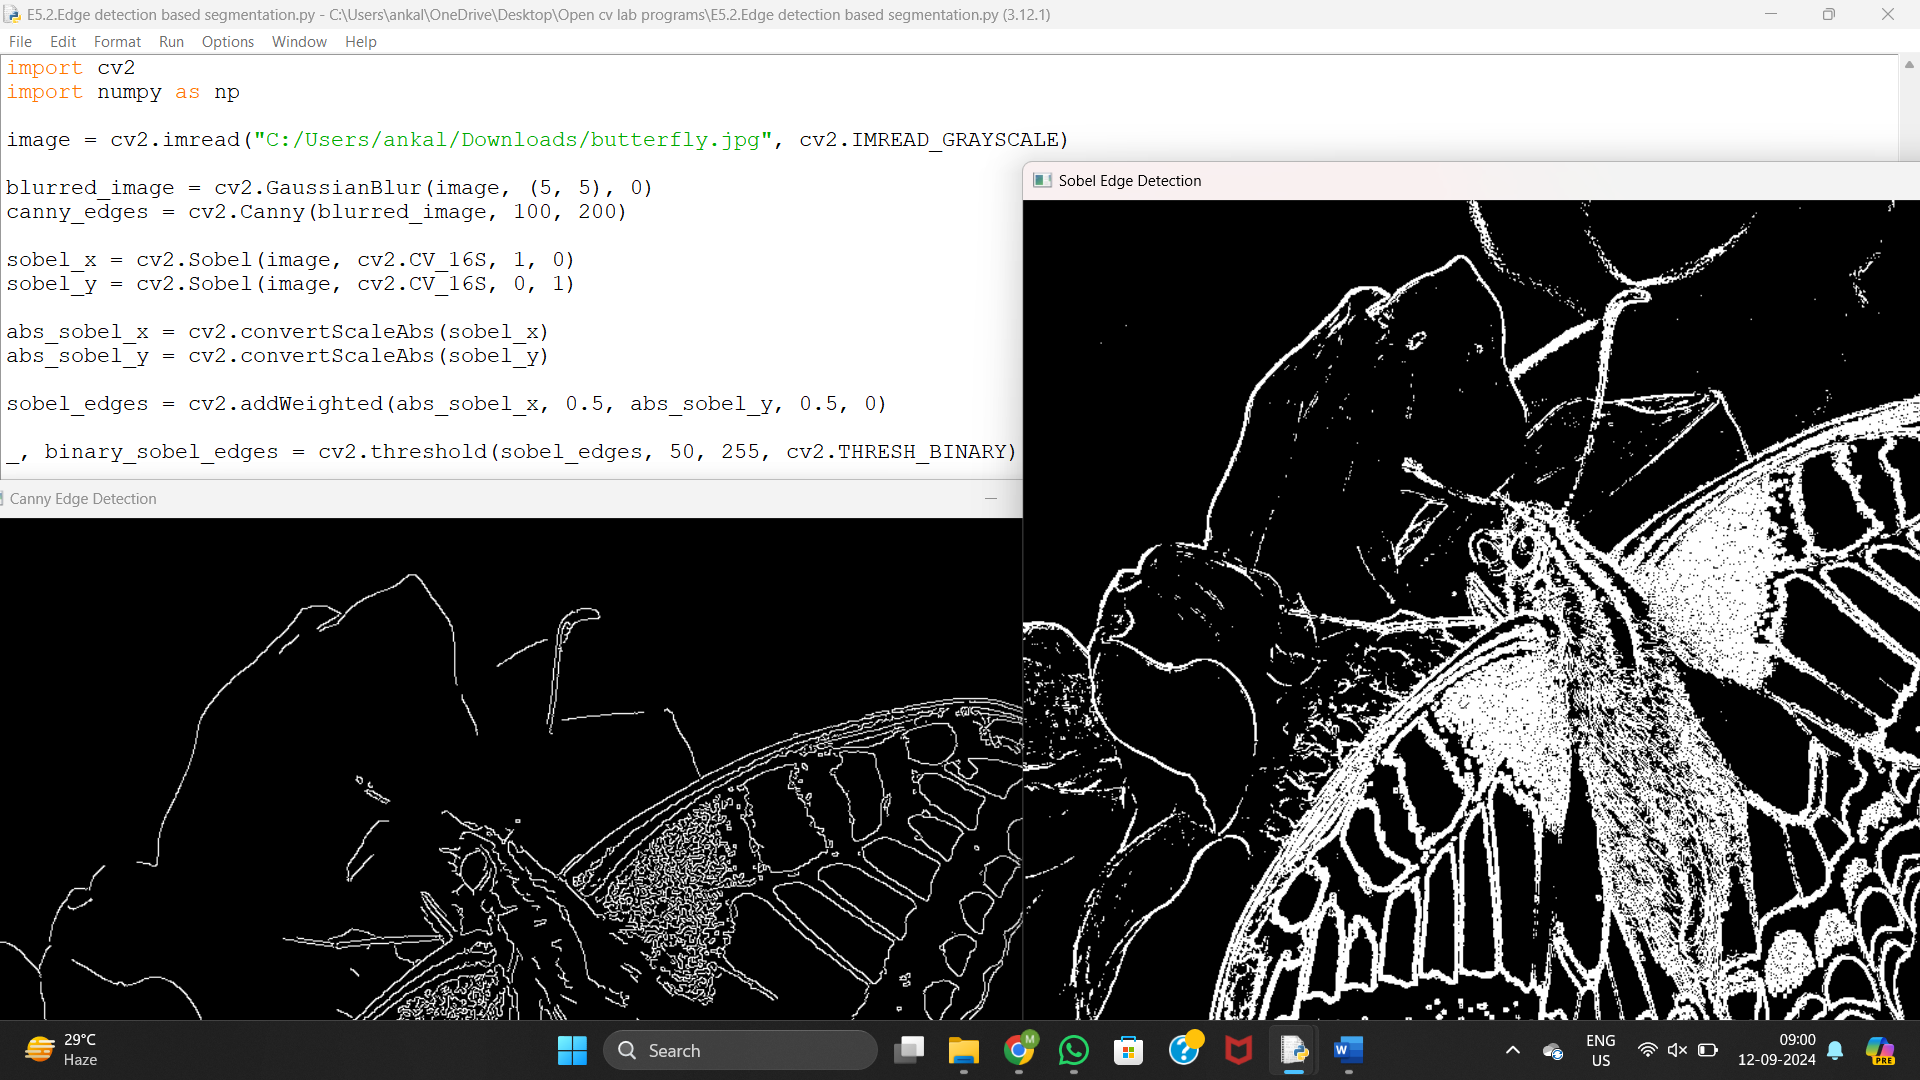 E5.2.Edge detection based segmentation.py - C:\Users\ankal\OneDrive\Desktop\Open cv lab programs\E5.2.Edge detection based segmentation.py (3.12.1)
File Edit Format Run Options Window Help
import cv2
import numpy as np
image = cv2.imread("C:/Users/ankal/Downloads/butterfly.jpg", cv2.IMREAD_GRAYSCALE)
blurred_image = cv2.GaussianBlur(image, (5, 5), 0)
canny_edges = cv2.Canny(blurred_image, 100, 200)
sobel_x = cv2.Sobel(image, cv2.CV_16S, 1, 0)
sobel_y = cv2.Sobel(image, cv2.CV_16S, 0, 1)
abs_sobel_x = cv2.convertScaleAbs(sobel_x)
abs_sobel_y = cv2.convertScaleAbs(sobel_y)
sobel_edges = cv2.addWeighted(abs_sobel_x, 0.5, abs_sobel_y, 0.5, 0)
_, binary_sobel_edges = cv2.threshold(sobel_edges, 50, 255, cv2.THRESH_BINARY)
Sobel Edge Detection
Canny Edge Detection
29°C
Haze
Search
M
W
ENG
US
09:00
12-09-2024
PRE